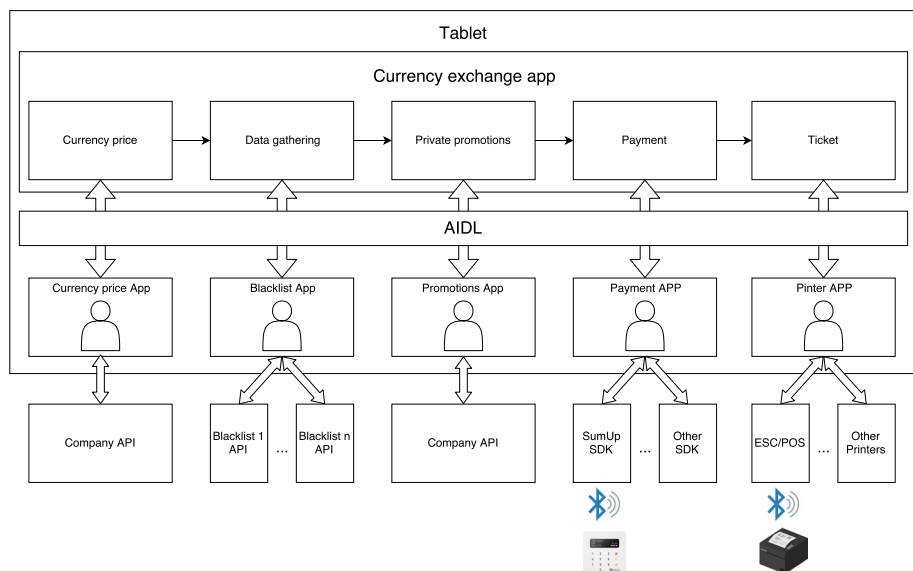 Tablet
Currency exchange app
Currency price
Data gathering
Private promotions
Payment
Ticket
AIDL
Currency price App
Blacklist App
Promotions App
Payment APP
Pinter APP
Company API
Blacklist 1
API
...
Blacklist n
API
Company API
SumUp
SDK
...
Other
SDK
ESC/POS
...
Other
Printers